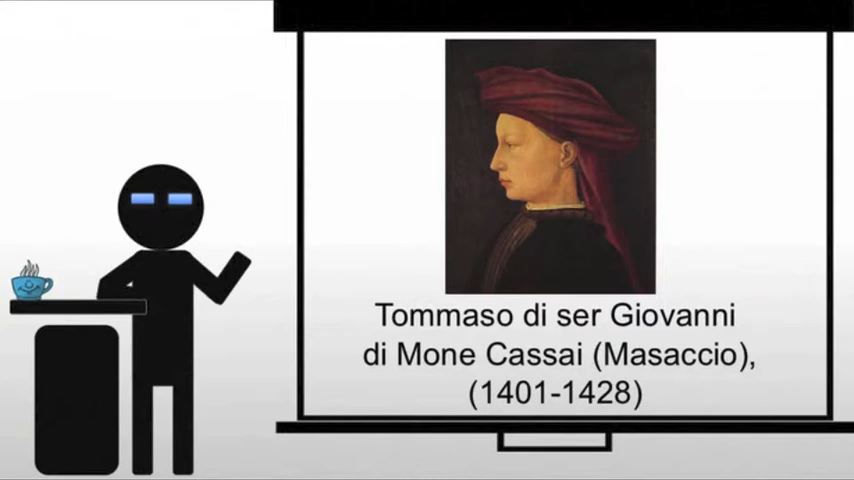 Tommaso di ser Giovanni
di Mone Cassai (Masaccio),
(1401-1428)